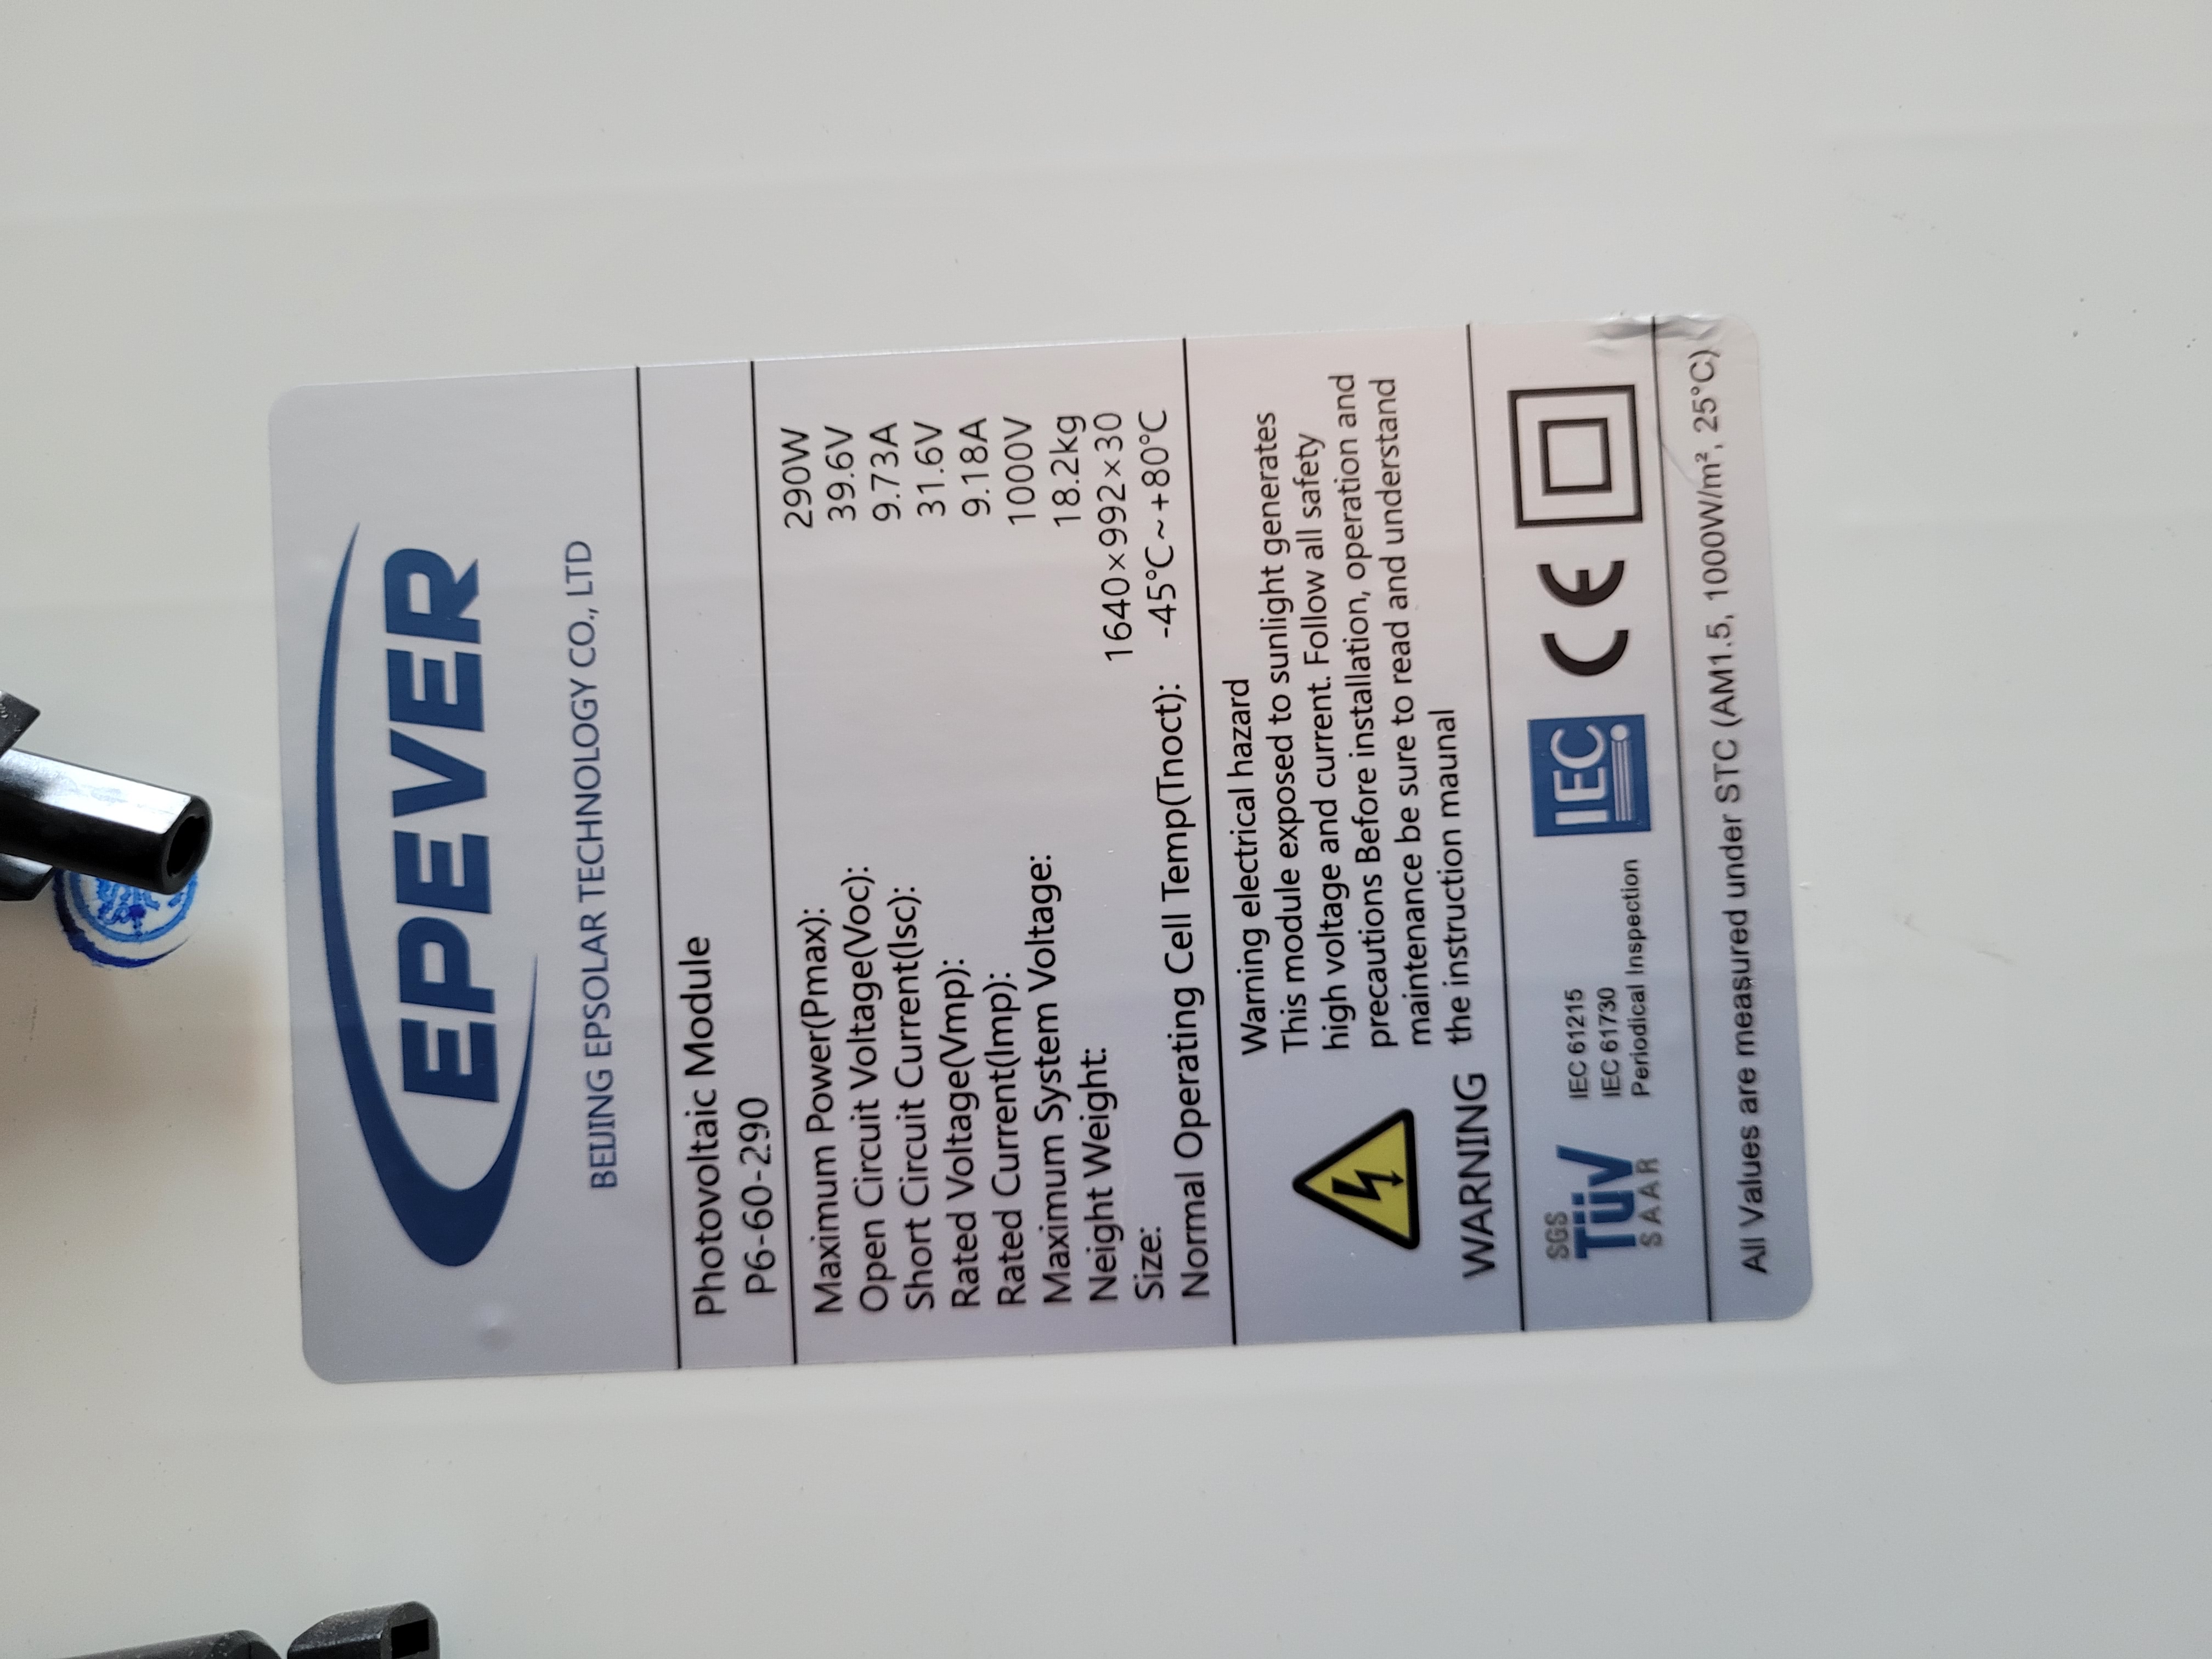 EPEVER
BEIJING EPSOLAR TECHNOLOGY CO., LTD
Photovoltaic Module
P6-60-290
Maximum Power(Pmax): 290W
Open Circuit Voltage(Voc): 39.6V
Short Circuit Current(Isc): 9.73A
Rated Voltage(Vmp): 31.6V
Rated Current(Imp): 9.18A
Maximum System Voltage: 1000V
Neight Weight: 18.2kg
Size: 1640×992×30
Normal Operating Cell Temp(Tnoct): -45℃~+80℃
WARNING
Warning electrical hazard
This module exposed to sunlight generates
high voltage and current. Follow all safety
precautions Before installation, operation and
maintenance be sure to read and understand
the instruction maunal
SGS
TüV
SAAR
IEC 61215
IEC 61730
Periodical Inspection
IEC
CE
All Values are measured under STC (AM1.5, 1000W/m², 25°C)